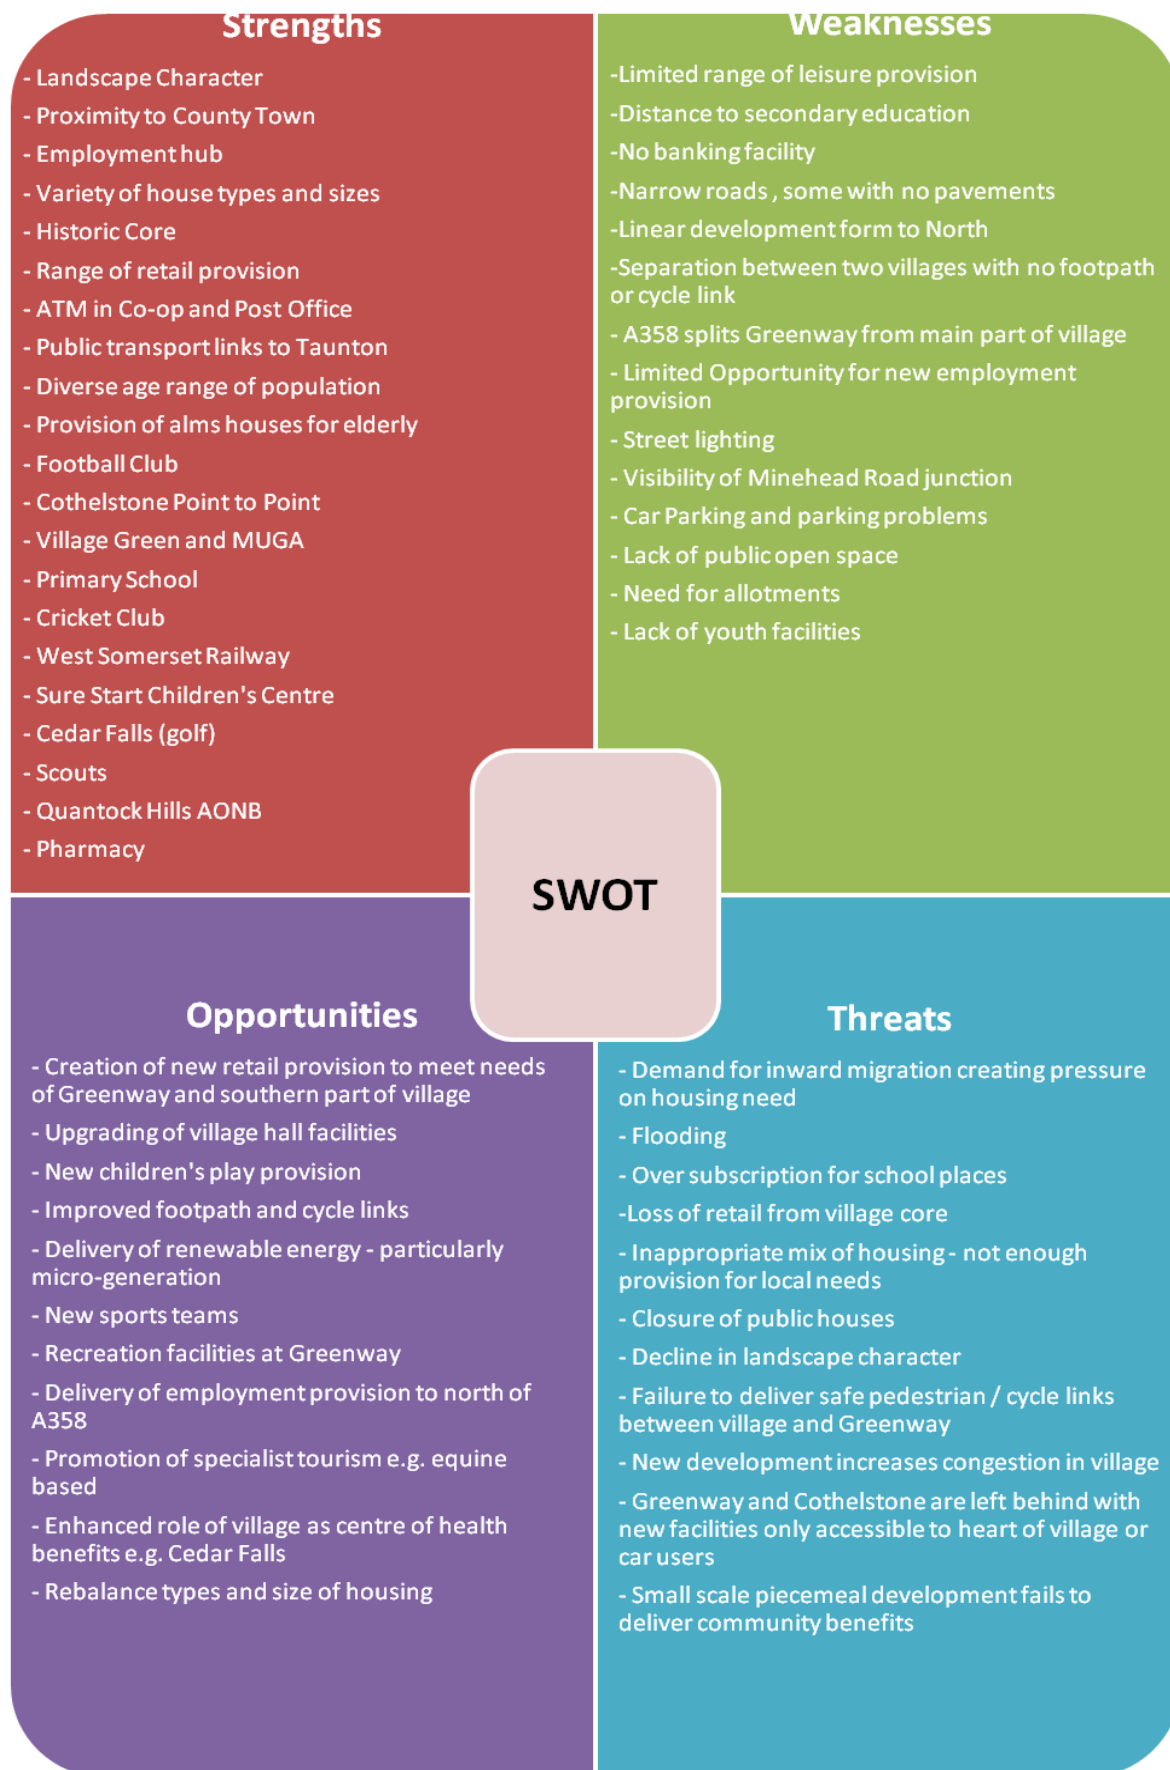 Strengths
- Landscape Character
- Proximity to County Town
- Employment hub
- Variety of house types and sizes
- Historic Core
- Range of retail provision
- ATM in Co-op and Post Office
- Public transport links to Taunton
- Diverse age range of population
- Provision of alms houses for elderly
- Football Club
- Cothelstone Point to Point
- Village Green and MUGA
- Primary School
- Cricket Club
- West Somerset Railway
- Sure Start Children's Centre
- Cedar Falls (golf)
- Scouts
- Quantock Hills AONB
- Pharmacy
Weaknesses
-Limited range of leisure provision
-Distance to secondary education
-No banking facility
-Narrow roads , some with no pavements
-Linear development form to North
-Separation between two villages with no footpath
or cycle link
- A358 splits Greenway from main part of village
- Limited Opportunity for new employment
provision
- Street lighting
- Visibility of Minehead Road junction
- Car Parking and parking problems
- Lack of public open space
- Need for allotments
- Lack of youth facilities
SWOT
Opportunities
- Creation of new retail provision to meet needs
of Greenway and southern part of village
- Upgrading of village hall facilities
- New children's play provision
- Improved footpath and cycle links
- Delivery of renewable energy - particularly
micro-generation
- New sports teams
- Recreation facilities at Greenway
- Delivery of employment provision to north of
A358
- Promotion of specialist tourism e.g. equine
based
- Enhanced role of village as centre of health
benefits e.g. Cedar Falls
- Rebalance types and size of housing
Threats
- Demand for inward migration creating pressure
on housing need
- Flooding
- Over subscription for school places
-Loss of retail from village core
- Inappropriate mix of housing - not enough
provision for local needs
- Closure of public houses
- Decline in landscape character
- Failure to deliver safe pedestrian / cycle links
between village and Greenway
- New development increases congestion in village
- Greenway and Cothelstone are left behind with
new facilities only accessible to heart of village or
car users
- Small scale piecemeal development fails to
deliver community benefits